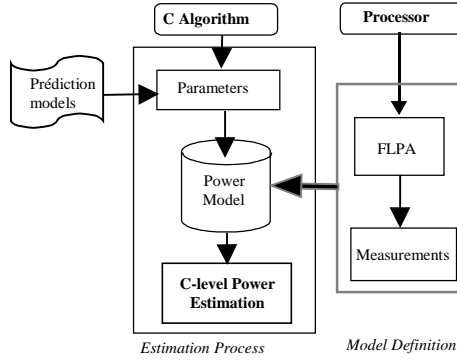 C Algorithm
Processor
Prédiction
models
Parameters
FLPA
Power
Model
Measurements
C-level Power
Estimation
Estimation Process
Model Definition